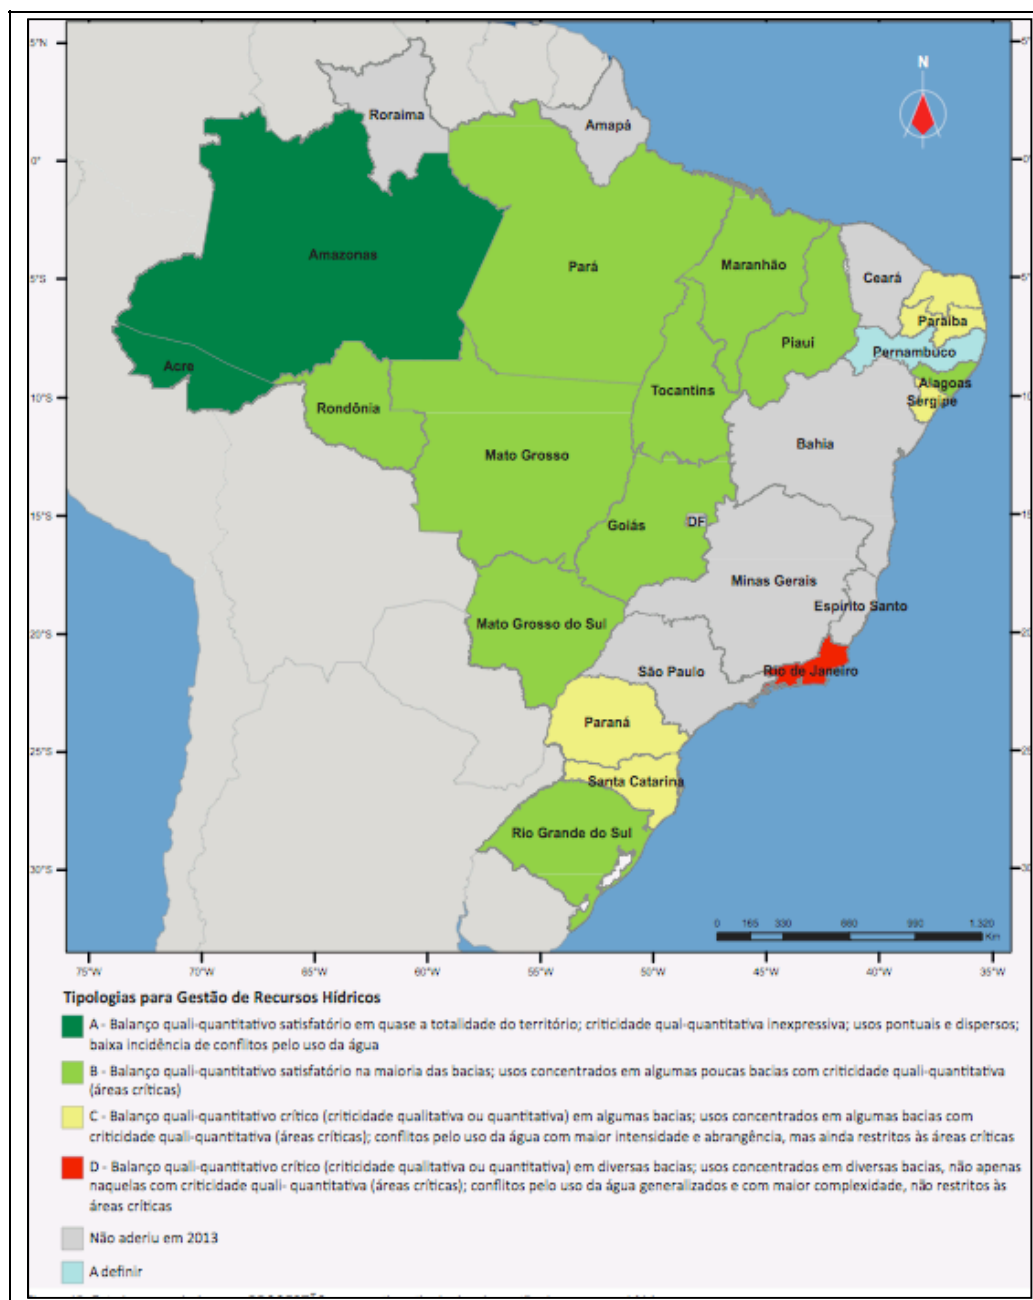 5°N
5°
N
Roraima
Amapá
0°
0°
Amazonas
Pará
Maranhão
Ceará
5°S
5°
Paraíba
Piauí
Pernambuco
Acre
Tocantins
Alagoas
Sergipe
10°S
10°
Rondônia
Bahia
Mato Grosso
15°S
15°
Goiás
DF
Minas Gerais
Espírito Santo
Mato Grosso do Sul
20°S
20°
São Paulo
Rio de Janeiro
Paraná
25°S
25°
Santa Catarina
Rio Grande do Sul
30°S
30°
0 165 330 660 990 1.320
Km
75°W 70°W 65°W 60°W 55°W 50°W 45°W 40°W 35°W
Tipologias para Gestão de Recursos Hídricos
A - Balanço quali-quantitativo satisfatório em quase a totalidade do território; criticidade qual-quantitativa inexpressiva; usos pontuais e dispersos;
baixa incidência de conflitos pelo uso da água
B - Balanço quali-quantitativo satisfatório na maioria das bacias; usos concentrados em algumas poucas bacias com criticidade quali-quantitativa
(áreas críticas)
C - Balanço quali-quantitativo crítico (criticidade qualitativa ou quantitativa) em algumas bacias; usos concentrados em algumas bacias com
criticidade quali-quantitativa (áreas críticas); conflitos pelo uso da água com maior intensidade e abrangência, mas ainda restritos às áreas críticas
D - Balanço quali-quantitativo crítico (criticidade qualitativa ou quantitativa) em diversas bacias; usos concentrados em diversas bacias, não apenas
naquelas com criticidade quali- quantitativa (áreas críticas); conflitos pelo uso da água generalizados e com maior complexidade, não restritos às
áreas críticas
Não aderiu em 2013
A definir